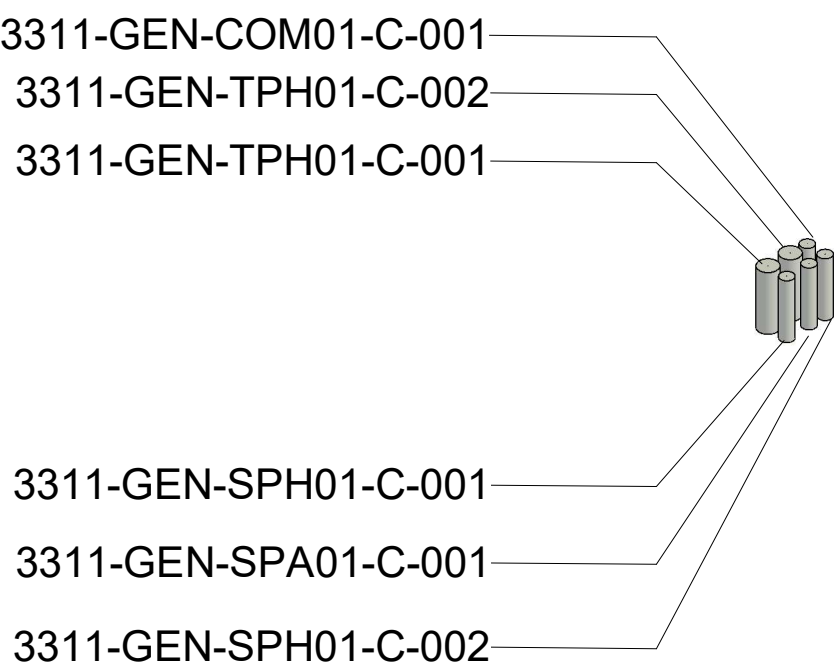 3311-GEN-COM01-C-001
3311-GEN-TPH01-C-002
3311-GEN-TPH01-C-001
3311-GEN-SPH01-C-001
3311-GEN-SPA01-C-001
3311-GEN-SPH01-C-002